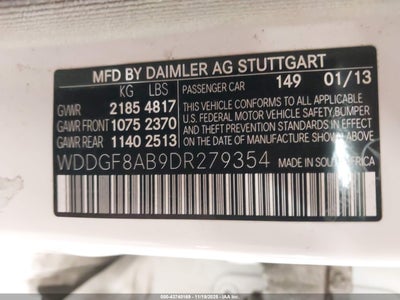 MFD BY DAIMLER AG STUTTGART
KG LBS
PASSENGER CAR 149 01/13
GVWR 2185 4817
GAWR FRONT 1075 2370
GAWR REAR 1140 2513
THIS VEHICLE CONFORMS TO ALL APPLICABLE
U.S. FEDERAL MOTOR VEHICLE SAFETY, BUMPER
AND THEFT PREVENTION STANDARDS IN EFFECT ON
THE DATE OF MANUFACTURE SHOWN ABOVE.
WDDGF8AB9DR279354 MADE IN SOUTH AFRICA